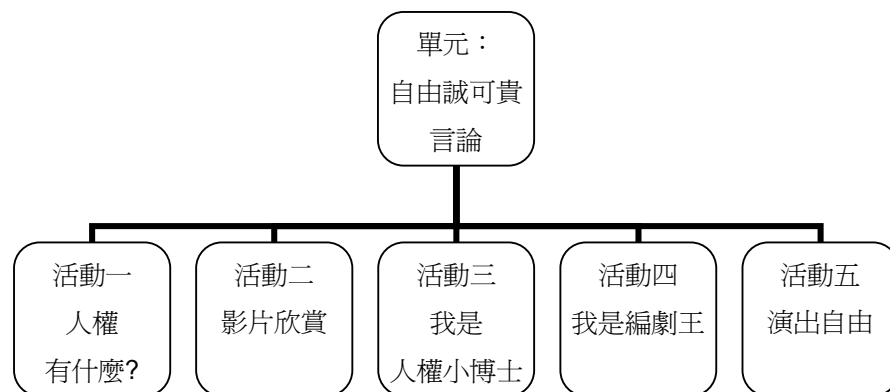 單元：
自由誠可貴
言論
活動一
人權
有什麼?
活動二
影片欣賞
活動三
我是
人權小博士
活動四
我是編劇王
活動五
演出自由